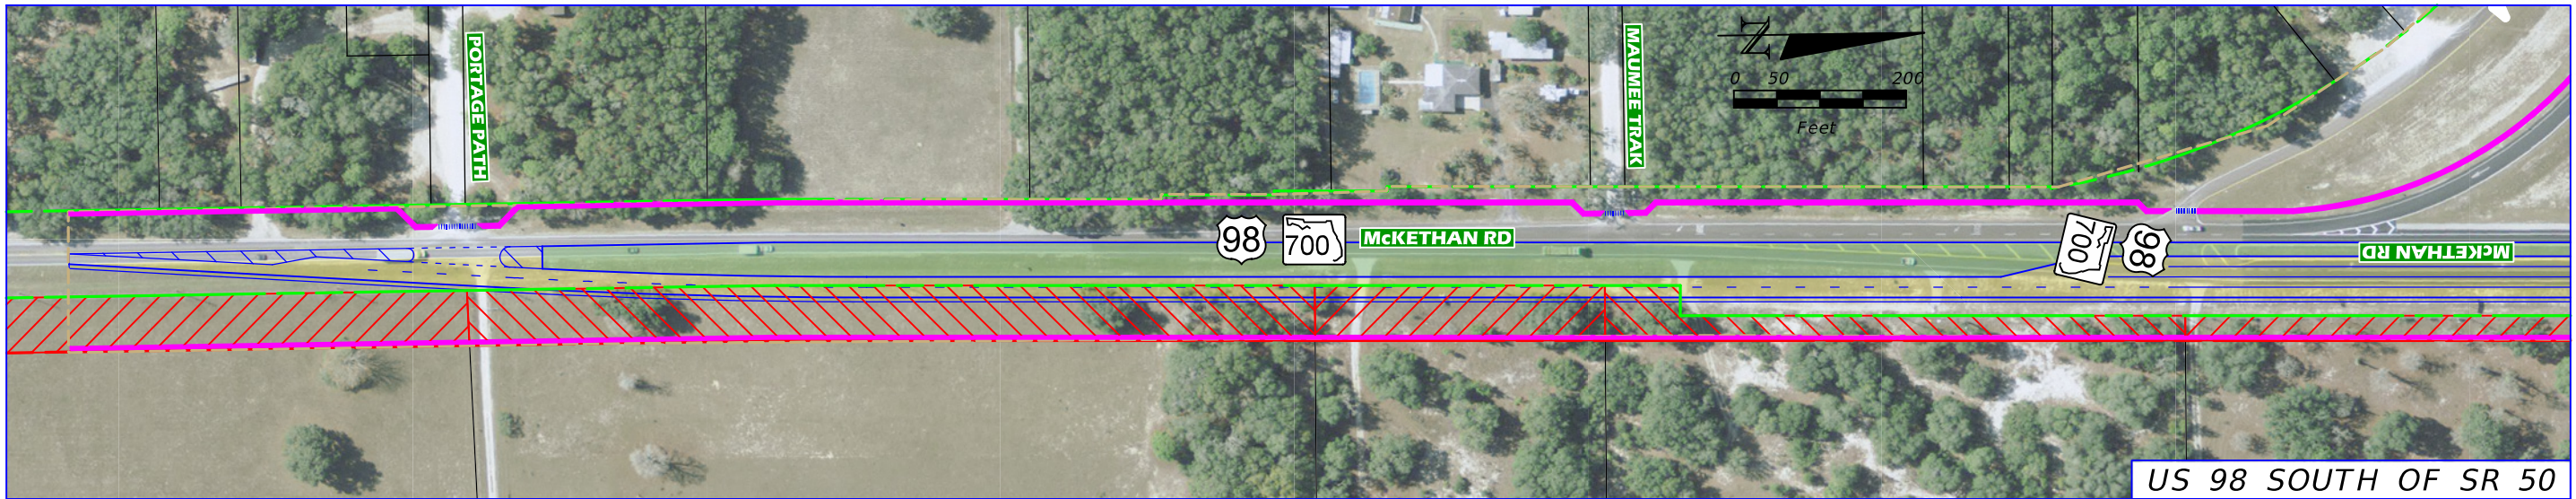 PORTAGE PATH
MAUMEE TRAK
N
0 50 200
Feet
98
700
McKETHAN RD
700
98
McKETHAN RD
US 98 SOUTH OF SR 50